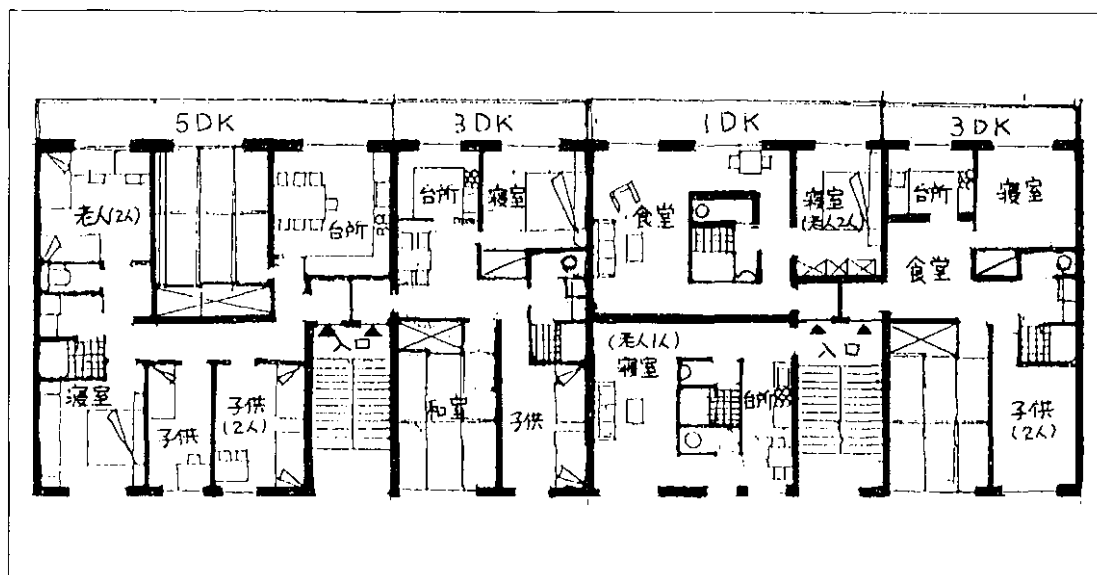 5DK
3DK
1DK
3DK
老人(2人)
台所
台所
寝室
食堂
寝室
(老人2人)
台所
寝室
食堂
入口
(老人1人)
寝室
入口
寝室
子供
子供
(2人)
和室
子供
台所
子供
(2人)